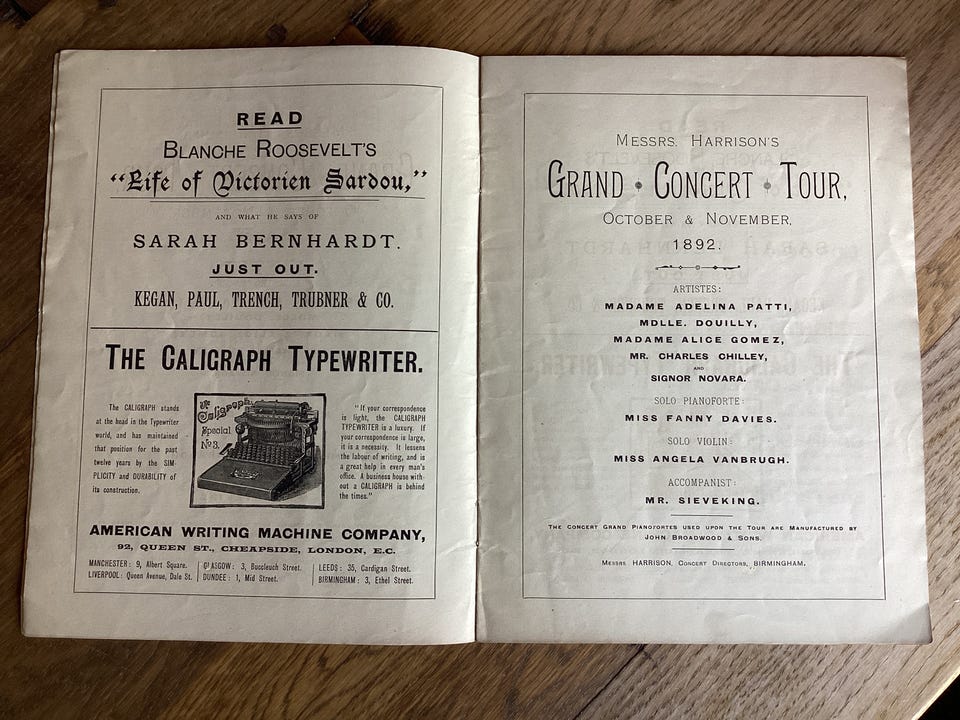 READ
BLANCHE ROOSEVELT'S
“Life of Victorien Sardou,”
AND WHAT HE SAYS OF
SARAH BERNHARDT.
JUST OUT.
KEGAN, PAUL, TRENCH, TRUBNER & CO.
THE CALIGRAPH TYPEWRITER.
The CALIGRAPH stands
at the head in the Typewriter
world, and has maintained
that position for the past
twelve years by the SIM-
PLICITY and DURABILITY of
its construction.
The
Caligraph
Special
No 3.
"If your correspondence
is light, the CALIGRAPH
TYPEWRITER is a luxury. If
your correspondence is large,
it is a necessity. It lessens
the labour of writing, and is
a great help in every man's
office. A business house with-
out a CALIGRAPH is behind
the times."
AMERICAN WRITING MACHINE COMPANY,
92, QUEEN ST., CHEAPSIDE, LONDON, E.C.
MANCHESTER: 9, Albert Square.
LIVERPOOL: Queen Avenue, Dale St.
GLASGOW: 3, Buccleuch Street.
DUNDEE: 1, Mid Street.
LEEDS: 35, Cardigan Street.
BIRMINGHAM: 3, Ethel Street.
MESSRS. HARRISON'S
GRAND • CONCERT • TOUR,
OCTOBER & NOVEMBER,
1892.
ARTISTES:
MADAME ADELINA PATTI,
MDLLE. DOUILLY,
MADAME ALICE GOMEZ,
MR. CHARLES CHILLEY,
AND
SIGNOR NOVARA.
SOLO PIANOFORTE:
MISS FANNY DAVIES.
SOLO VIOLIN:
MISS ANGELA VANBRUGH.
ACCOMPANIST:
MR. SIEVEKING.
THE CONCERT GRAND PIANOFORTES USED UPON THE TOUR ARE MANUFACTURED BY
JOHN BROADWOOD & SONS.
MESSRS HARRISON, CONCERT DIRECTORS, BIRMINGHAM.